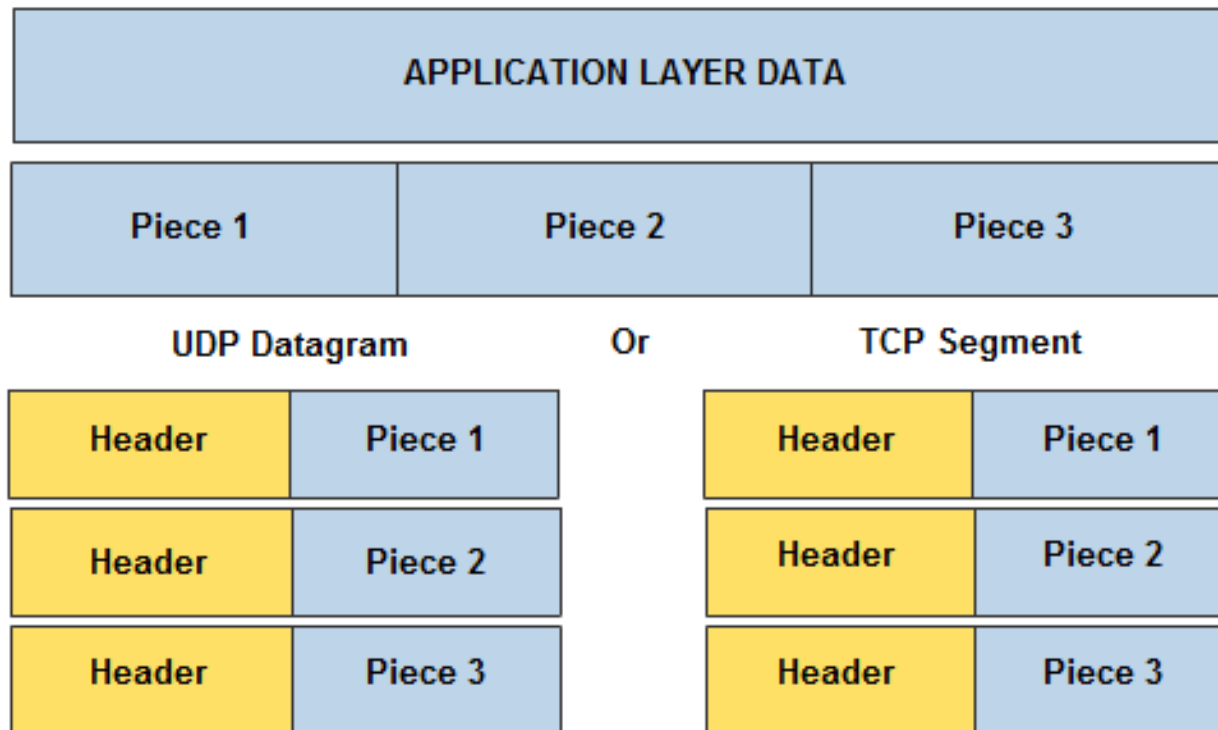 APPLICATION LAYER DATA
Piece 1 Piece 2 Piece 3
UDP Datagram Or TCP Segment
Header Piece 1 Header Piece 1
Header Piece 2 Header Piece 2
Header Piece 3 Header Piece 3